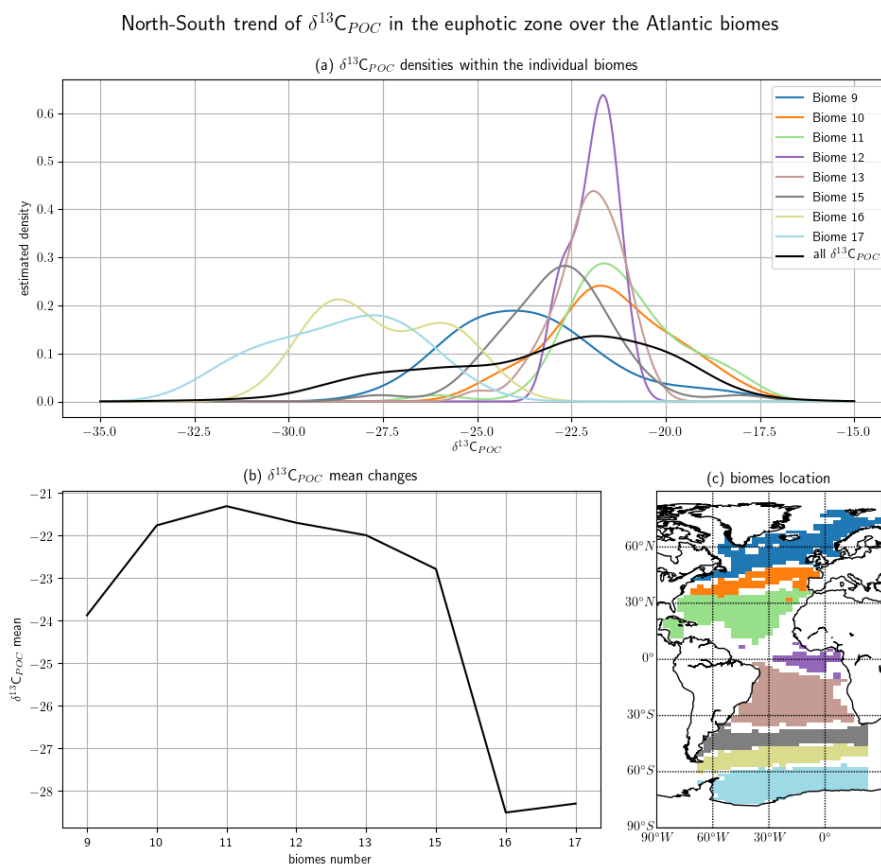 North-South trend of δ¹³C_POC in the euphotic zone over the Atlantic biomes
(a) δ¹³C_POC densities within the individual biomes
estimated density
0.6
0.5
0.4
0.3
0.2
0.1
0.0
−35.0 −32.5 −30.0 −27.5 −25.0 −22.5 −20.0 −17.5 −15.0
δ¹³C_POC
Biome 9
Biome 10
Biome 11
Biome 12
Biome 13
Biome 15
Biome 16
Biome 17
all δ¹³C_POC
(b) δ¹³C_POC mean changes
δ¹³C_POC mean
−21
−22
−23
−24
−25
−26
−27
−28
9 10 11 12 13 15 16 17
biomes number
(c) biomes location
60°N
30°N
0°
30°S
60°S
90°S
90°W 60°W 30°W 0°